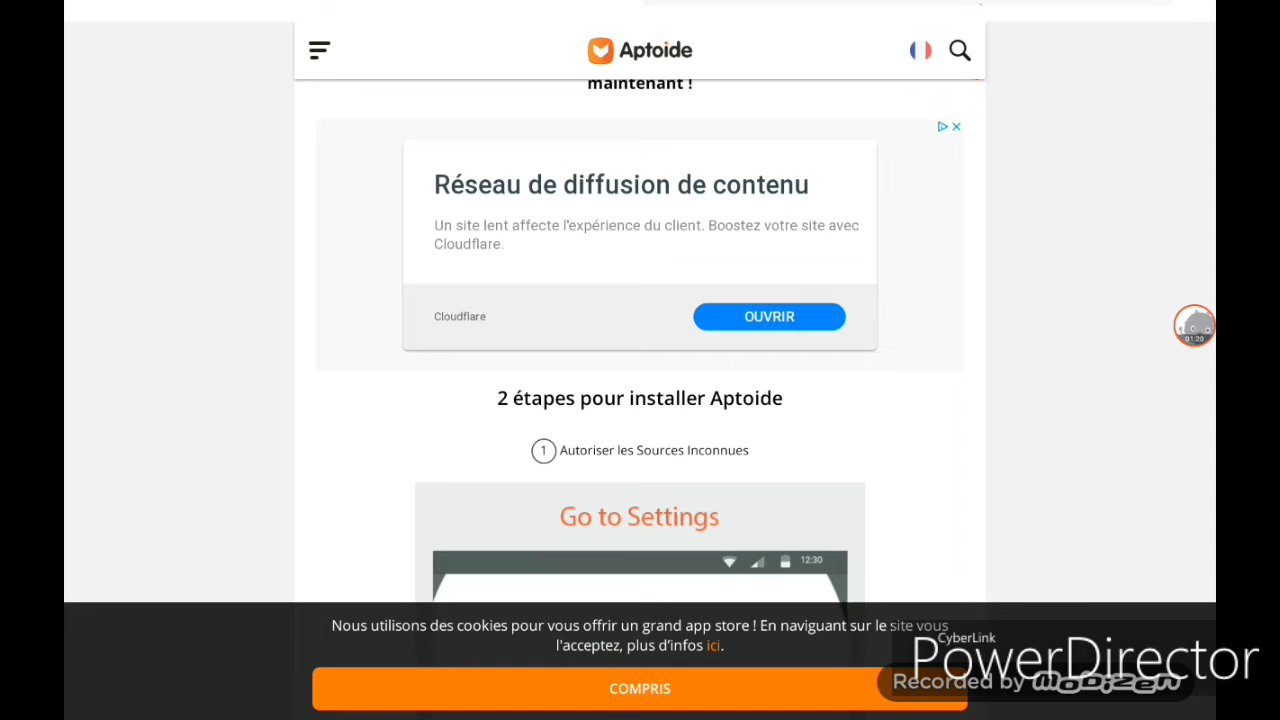 Aptoide
maintenant !
Réseau de diffusion de contenu
Un site lent affecte l'expérience du client. Boostez votre site avec
Cloudflare.
Cloudflare
OUVRIR
01:20
2 étapes pour installer Aptoide
1 Autoriser les Sources Inconnues
Go to Settings
12:30
Nous utilisons des cookies pour vous offrir un grand app store ! En naviguant sur le site vous
l'acceptez, plus d'infos ici.
COMPRIS
CyberLink
PowerDirector
Recorded by mobizen